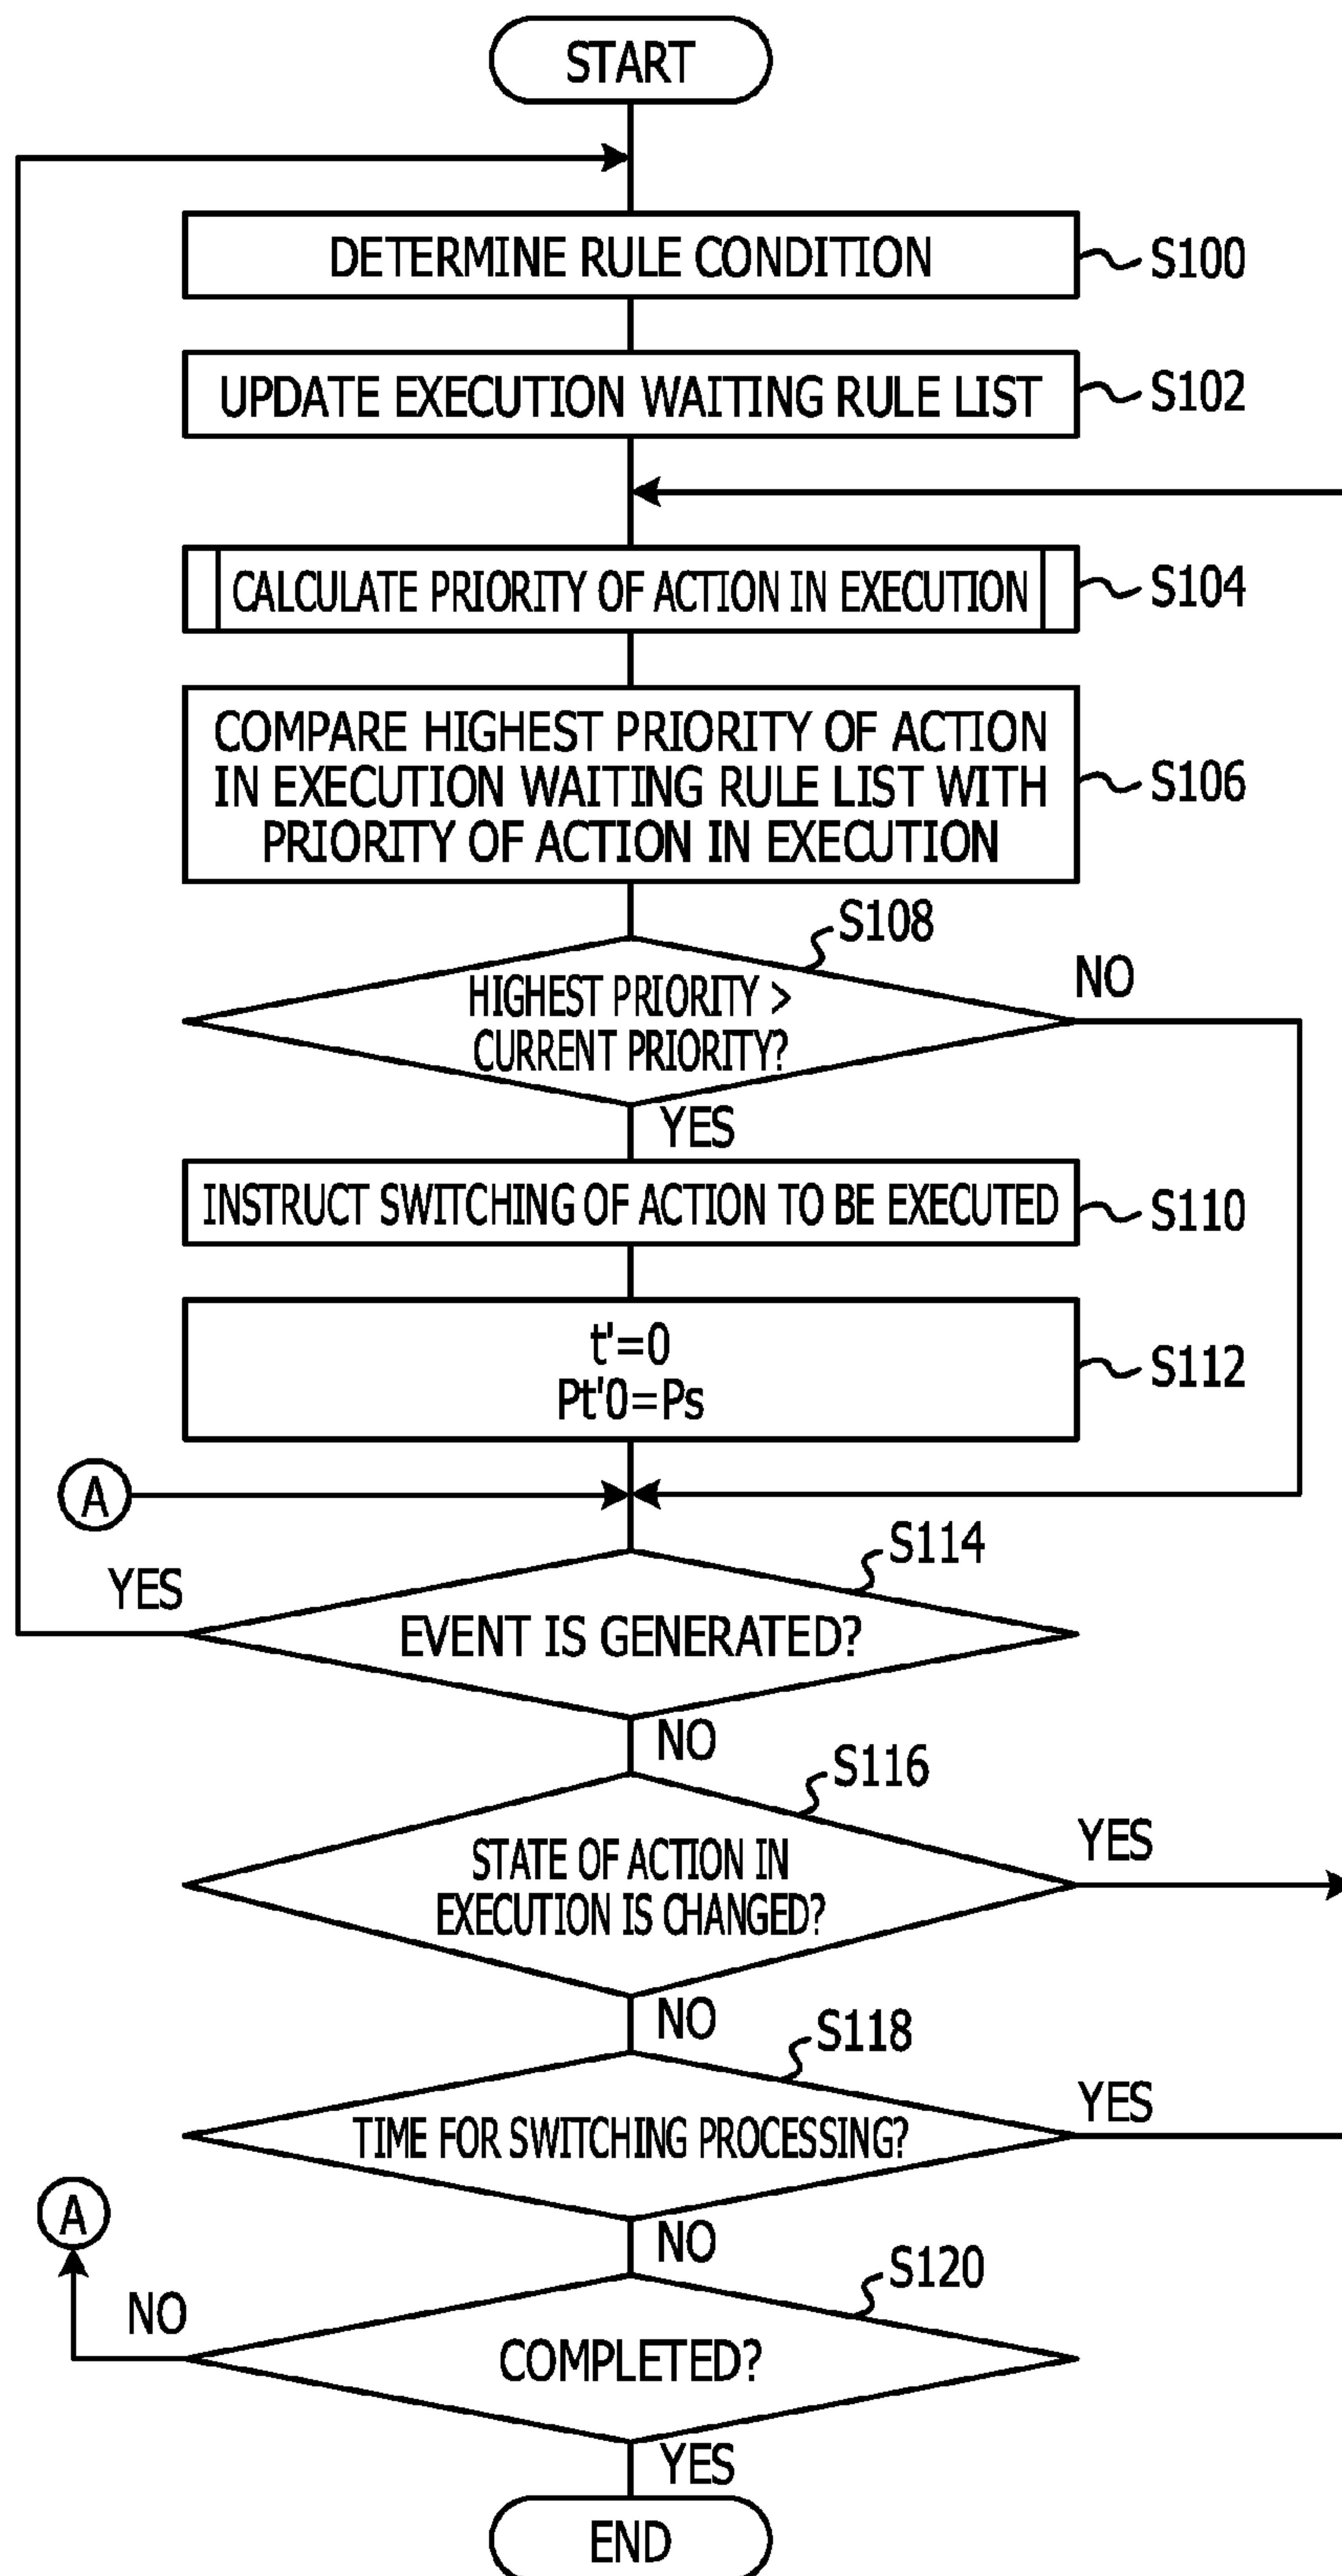 START
DETERMINE RULE CONDITION
S100
UPDATE EXECUTION WAITING RULE LIST
S102
CALCULATE PRIORITY OF ACTION IN EXECUTION
S104
COMPARE HIGHEST PRIORITY OF ACTION
IN EXECUTION WAITING RULE LIST WITH
PRIORITY OF ACTION IN EXECUTION
S106
S108
HIGHEST PRIORITY >
CURRENT PRIORITY?
NO
YES
INSTRUCT SWITCHING OF ACTION TO BE EXECUTED
S110
t'=0
Pt'0=Ps
S112
A
S114
YES
EVENT IS GENERATED?
NO
S116
STATE OF ACTION IN
EXECUTION IS CHANGED?
YES
NO
S118
TIME FOR SWITCHING PROCESSING?
YES
A
NO
S120
NO
COMPLETED?
YES
END